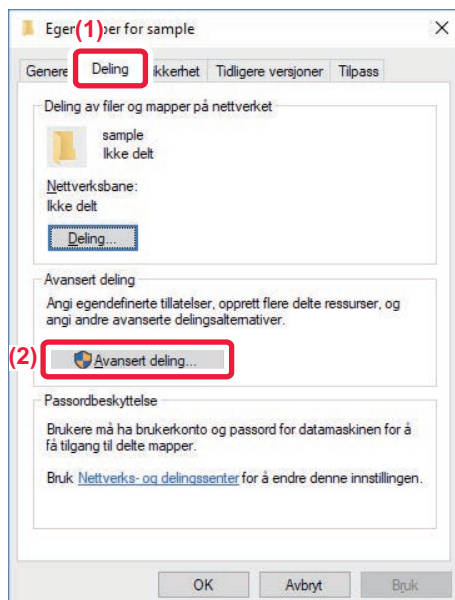 (1)
for sample
Deling
Tidligere versjoner
Tilpass
Deling av filer og mapper på nettverket
sample
Ikke delt
Nettverksbane:
Ikke delt
Deling...
Avansert deling
Angi egendefinerte tillatelser, opprett flere delte ressurser, og
angi andre avanserte delingsalternativer.
(2)
Avansert deling...
Passordbeskyttelse
Brukere må ha brukerkonto og passord for datamaskinen for å
få tilgang til delte mapper.
Bruk Nettverks- og delingssenter for å endre denne innstillingen.
OK
Avbryt
Bruk